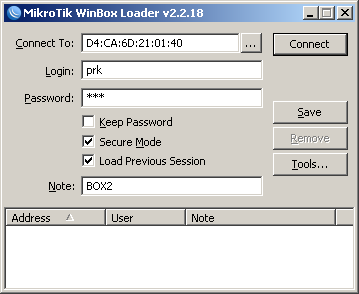 MikroTik WinBox Loader v2.2.18
Connect To: D4:CA:6D:21:01:40 ... Connect
Login: prk
Password: ***
Keep Password
Secure Mode Save
Load Previous Session Remove
Tools...
Note: BOX2
Address User Note